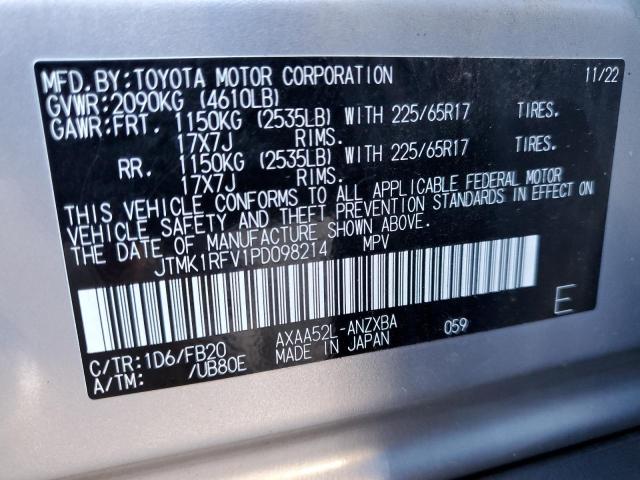 MFD. BY: TOYOTA MOTOR CORPORATION 11/22
GVWR: 2090KG (4610LB)
GAWR: FRT. 1150KG (2535LB) WITH 225/65R17 TIRES.
17X7J RIMS.
RR. 1150KG (2535LB) WITH 225/65R17 TIRES.
17X7J RIMS.
THIS VEHICLE CONFORMS TO ALL APPLICABLE FEDERAL MOTOR
VEHICLE SAFETY AND THEFT PREVENTION STANDARDS IN EFFECT ON
THE DATE OF MANUFACTURE SHOWN ABOVE.
JTMK1RFV1PD098214 MPV
E
C/TR: 1D6/FB20 AXAA52L-ANZXBA 059
A/TM: /UB80E MADE IN JAPAN